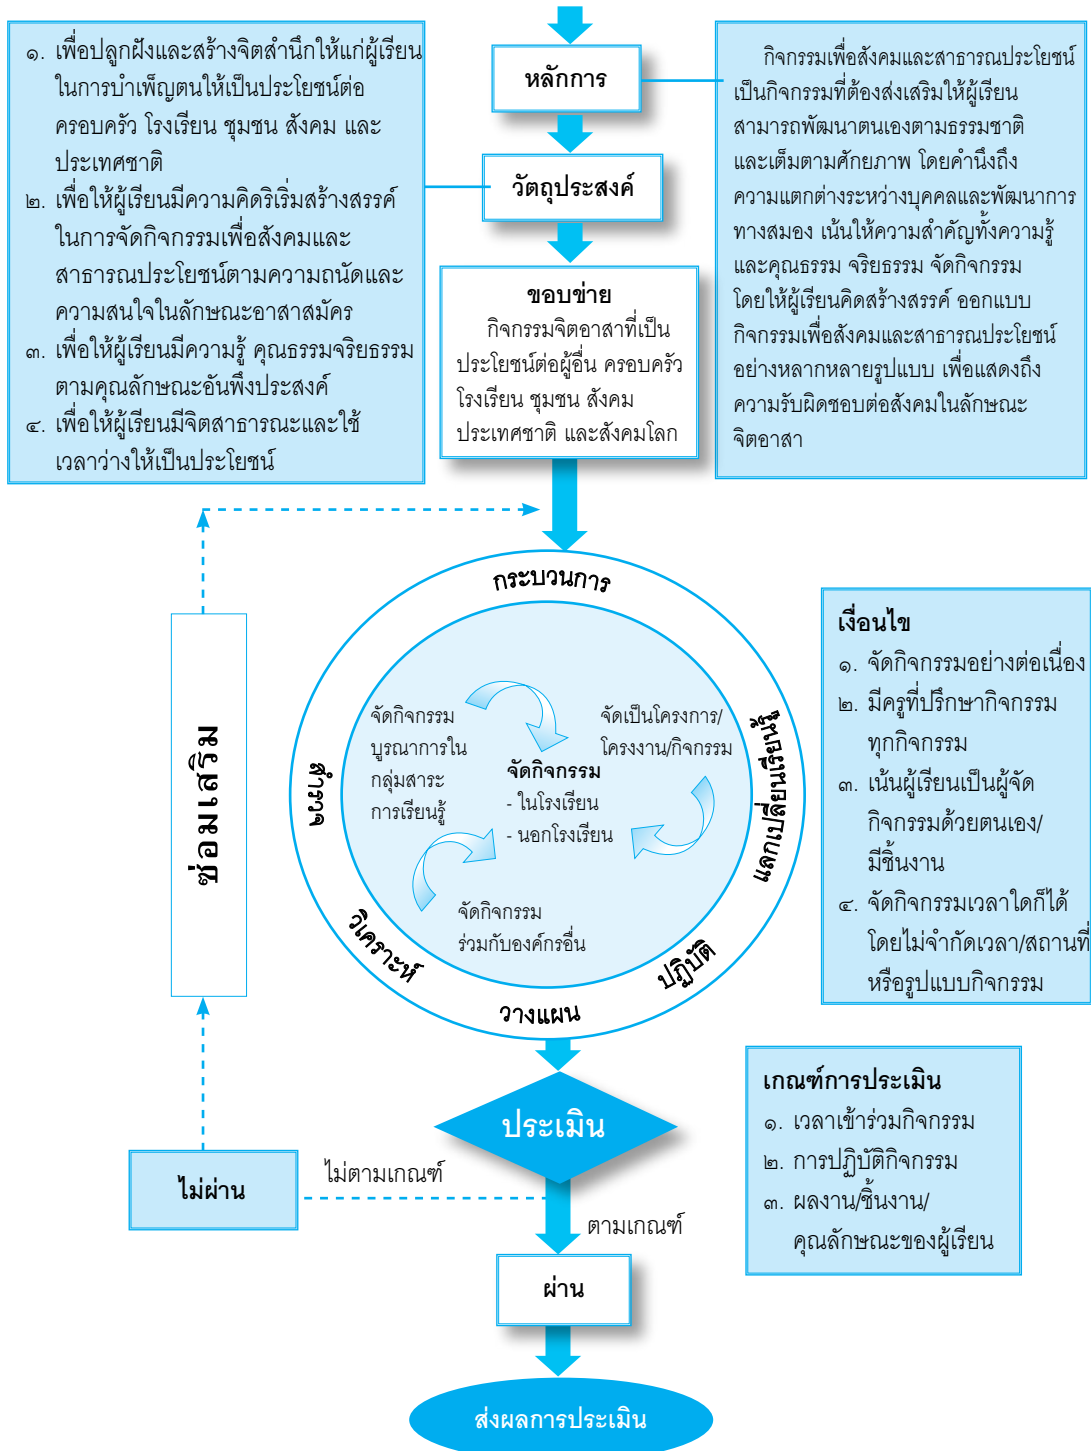 ๑. เพื่อปลูกฝังและสร้างจิตสำนึกให้แก่ผู้เรียน
ในการบำเพ็ญตนให้เป็นประโยชน์ต่อ
ครอบครัว โรงเรียน ชุมชน สังคม และ
ประเทศชาติ
๒. เพื่อให้ผู้เรียนมีความคิดริเริ่มสร้างสรรค์
ในการจัดกิจกรรมเพื่อสังคมและ
สาธารณประโยชน์ตามความถนัดและ
ความสนใจในลักษณะอาสาสมัคร
๓. เพื่อให้ผู้เรียนมีความรู้ คุณธรรมจริยธรรม
ตามคุณลักษณะอันพึงประสงค์
๔. เพื่อให้ผู้เรียนมีจิตสาธารณะและใช้
เวลาว่างให้เป็นประโยชน์
หลักการ
วัตถุประสงค์
ขอบข่าย
กิจกรรมจิตอาสาที่เป็น
ประโยชน์ต่อผู้อื่น ครอบครัว
โรงเรียน ชุมชน สังคม
ประเทศชาติ และสังคมโลก
กิจกรรมเพื่อสังคมและสาธารณประโยชน์
เป็นกิจกรรมที่ต้องส่งเสริมให้ผู้เรียน
สามารถพัฒนาตนเองตามธรรมชาติ
และเต็มตามศักยภาพ โดยคำนึงถึง
ความแตกต่างระหว่างบุคคลและพัฒนาการ
ทางสมอง เน้นให้ความสำคัญทั้งความรู้
และคุณธรรม จริยธรรม จัดกิจกรรม
โดยให้ผู้เรียนคิดสร้างสรรค์ ออกแบบ
กิจกรรมเพื่อสังคมและสาธารณประโยชน์
อย่างหลากหลายรูปแบบ เพื่อแสดงถึง
ความรับผิดชอบต่อสังคมในลักษณะ
จิตอาสา
กระบวนการ
สำรวจ
วิเคราะห์
วางแผน
ปฏิบัติ
แลกเปลี่ยนเรียนรู้
จัดกิจกรรม
บูรณาการใน
กลุ่มสาระ
การเรียนรู้
จัดเป็นโครงการ/
โครงงาน/กิจกรรม
จัดกิจกรรม
- ในโรงเรียน
- นอกโรงเรียน
จัดกิจกรรม
ร่วมกับองค์กรอื่น
ซ่อมเสริม
เงื่อนไข
๑. จัดกิจกรรมอย่างต่อเนื่อง
๒. มีครูที่ปรึกษากิจกรรม
ทุกกิจกรรม
๓. เน้นผู้เรียนเป็นผู้จัด
กิจกรรมด้วยตนเอง/
มีชิ้นงาน
๔. จัดกิจกรรมเวลาใดก็ได้
โดยไม่จำกัดเวลา/สถานที่
หรือรูปแบบกิจกรรม
ประเมิน
เกณฑ์การประเมิน
๑. เวลาเข้าร่วมกิจกรรม
๒. การปฏิบัติกิจกรรม
๓. ผลงาน/ชิ้นงาน/
คุณลักษณะของผู้เรียน
ไม่ผ่าน
ไม่ตามเกณฑ์
ตามเกณฑ์
ผ่าน
ส่งผลการประเมิน